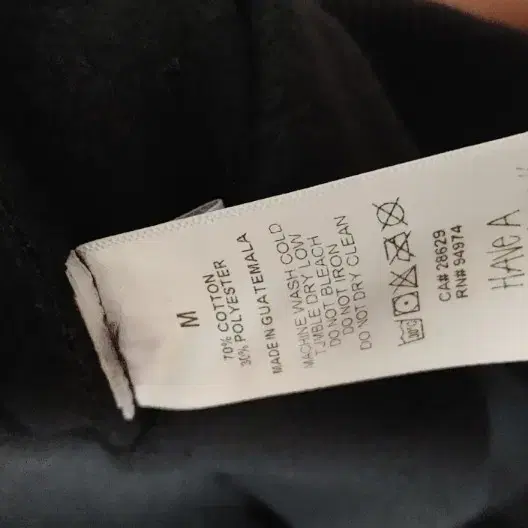 M
70% COTTON
30% POLYESTER
MADE IN GUATEMALA
MACHINE WASH COLD
TUMBLE DRY LOW
DO NOT BLEACH
DO NOT IRON
DO NOT DRY CLEAN
CA# 28629
RN# 94974
HAVE A